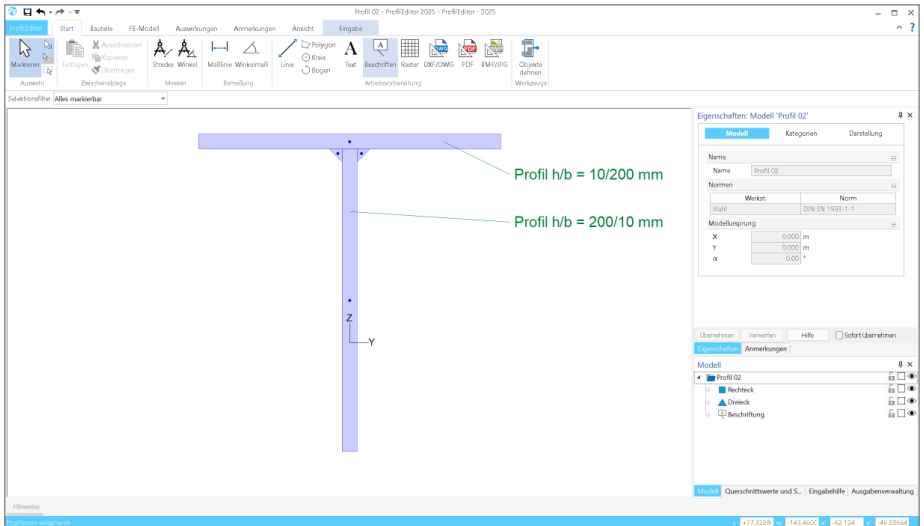 Profil 02 - ProfilEditor 2025 - ProfilEditor - 2025
ProfilEditor Start Bauteile FE-Modell Auswirkungen Anmerkungen Ansicht Eingabe
Markieren
Einfügen
Ausschneiden
Kopieren
Übertragen
Strecke Winkel
Maßlinie Winkelmaß
Linie
Polygon
Kreis
Bogen
Text Beschriften Raster DXF/DWG PDF BMP/JPG
Objekte dehnen
Auswahl Zwischenablage Messen Bemaßung Arbeitsvorbereitung Werkzeuge
Selektionsfilter Alles markierbar
Profil h/b = 10/200 mm
Profil h/b = 200/10 mm
Z
Y
Eigenschaften: Modell 'Profil 02'
Modell Kategorien Darstellung
Name
Name Profil 02
Normen
Werkst. Norm
Stahl DIN EN 1993-1-1
Modellursprung
X 0.000 m
Y 0.000 m
α 0.00 °
Übernehmen Verwerfen Hilfe Sofort übernehmen
Eigenschaften Anmerkungen
Modell
Profil 02
Rechteck
Dreieck
Beschriftung
Modell Querschnittswerte und S... Eingabehilfe Ausgabenverwaltung
Hinweise
Positionen selektieren
-62.124